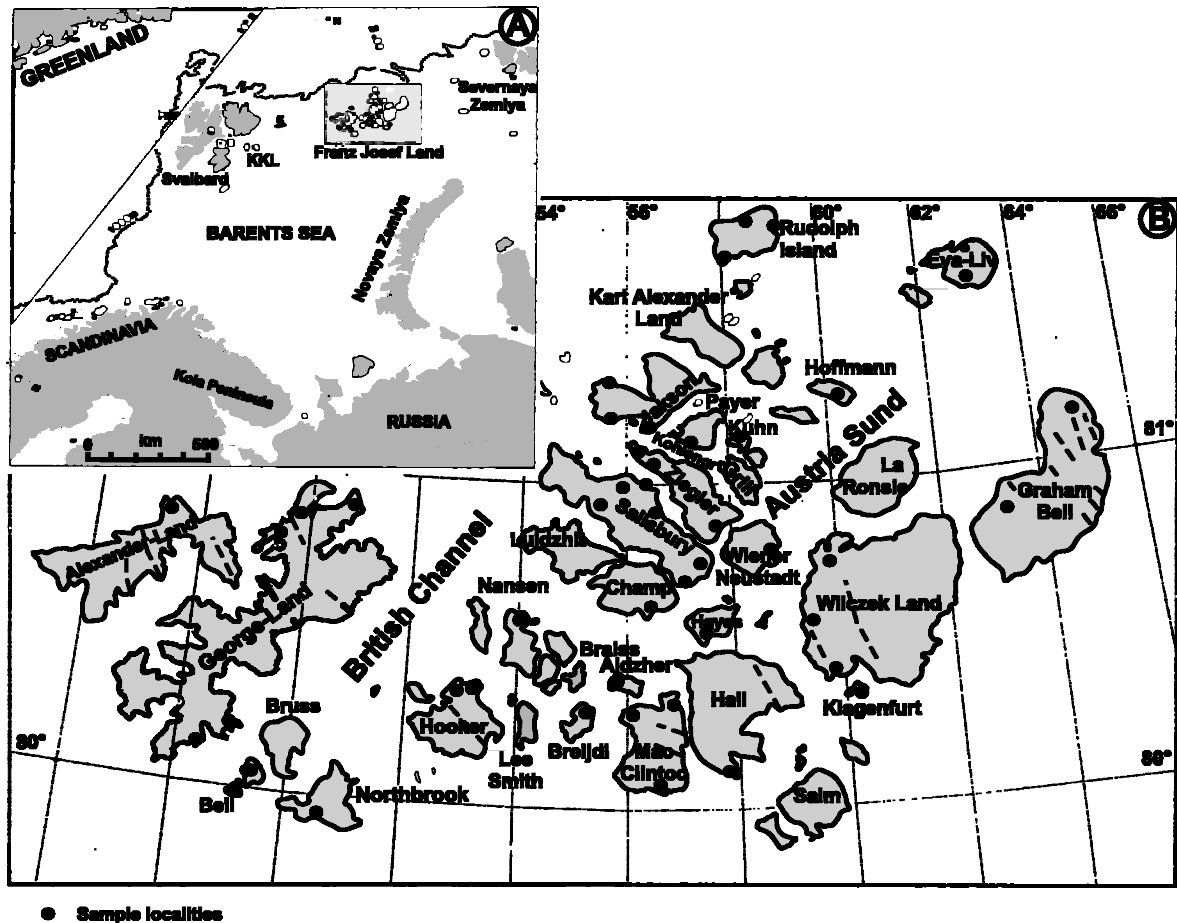 A
GREENLAND
Severnaya
Zemlya
Franz Josef Land
KKL
Svalbard
BARENTS SEA
Novaya Zemlya
SCANDINAVIA
Kola Peninsula
RUSSIA
0 km 500
B
54° 56° 60° 62° 64° 66°
Rudolph
Island
Eva-Liv
Karl Alexander
Land
Hoffmann
Jackson
Payer
Kuhn
Austria Sund
81°
La
Ronsie
Ziegler
Graham
Bell
Salisbury
Luidzhi
Alexander-Land
Wiener
Neustadt
Champ
Nansen
Wilczek Land
British Channel
George-Land
Hayes
Braiss
Aldzher
Hall
Klagenfurt
Bruss
Hooker
Breijdi
Lee
Smith
Mac
Clintoc
80°
80°
Salm
Bell
Northbrook
Sample localities